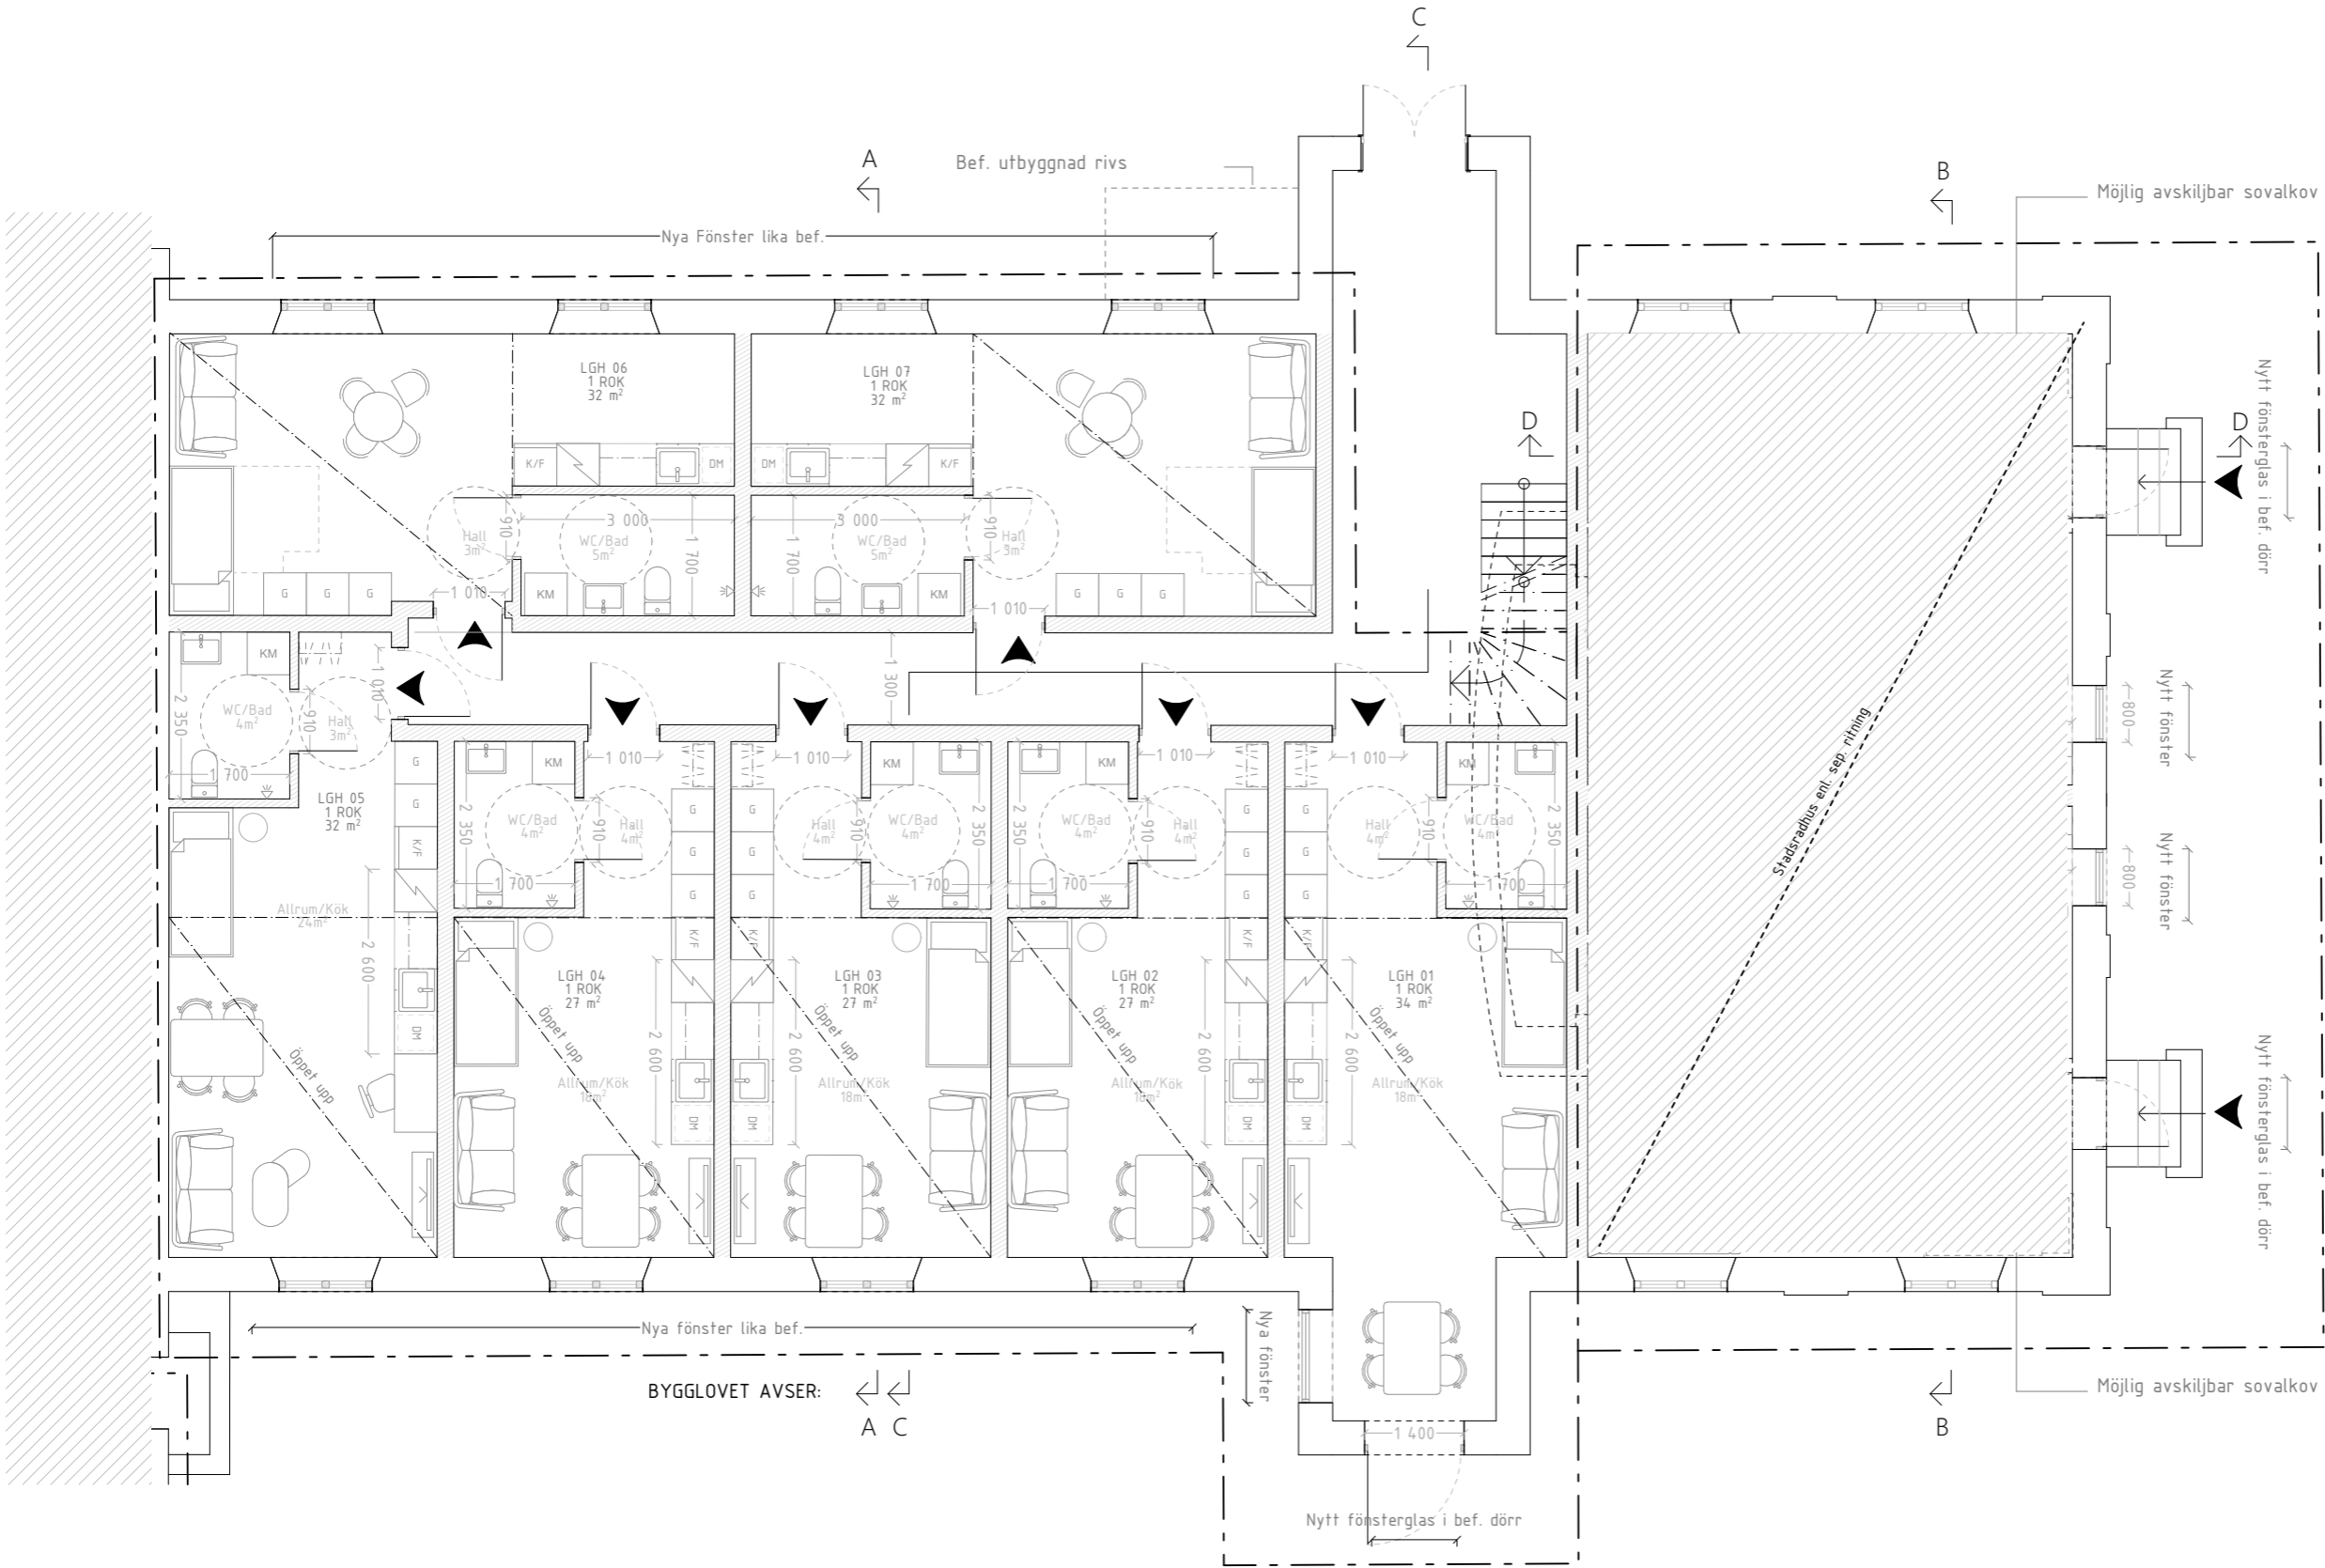 C
A
Bef. utbyggnad rivs
B
Möjlig avskiljbar sovalkov
Nya Fönster lika bef.
LGH 06
1 ROK
32 m²
LGH 07
1 ROK
32 m²
K/F
DM
DM
K/F
D
D
Nytt fönsterglas i bef. dörr
910
3 000
3 000
910
Hall
3m²
WC/Bad
5m²
1 700
1 700
WC/Bad
5m²
Hall
3m²
G
G
G
1 010
KM
KM
1 010
G
G
G
KM
1 010
2 350
WC/Bad
4m²
910
Hall
3m²
1 700
1 300
Nytt fönster
800
Stadsradhus enl. sep. ritning
G
G
K/F
LGH 05
1 ROK
32 m²
Allrum/Kök
24m²
2 600
DM
Öppet upp
KM
1 010
2 350
WC/Bad
4m²
910
Hall
4m²
1 700
G
G
G
K/F
LGH 04
1 ROK
27 m²
Öppet upp
2 600
Allrum/Kök
18m²
DM
1 010
KM
G
G
G
Hall
4m²
910
WC/Bad
4m²
2 350
1 700
K/F
LGH 03
1 ROK
27 m²
Öppet upp
2 600
Allrum/Kök
18m²
DM
KM
1 010
2 350
WC/Bad
4m²
910
Hall
4m²
1 700
G
G
G
K/F
LGH 02
1 ROK
27 m²
Öppet upp
2 600
Allrum/Kök
18m²
DM
1 010
KM
G
G
G
Hall
4m²
910
WC/Bad
4m²
2 350
1 700
K/F
LGH 01
1 ROK
34 m²
Öppet upp
2 600
Allrum/Kök
18m²
DM
800
Nytt fönster
Nytt fönsterglas i bef. dörr
Nya fönster lika bef.
Nya fönster
BYGGLOVET AVSER:
A C
B
Möjlig avskiljbar sovalkov
1 400
Nytt fönsterglas i bef. dörr